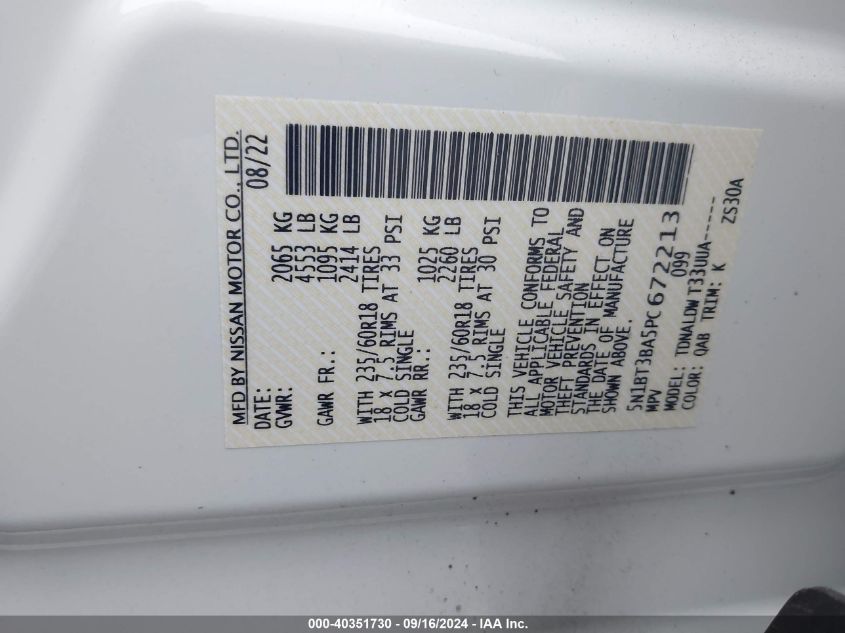 MFD BY NISSAN MOTOR CO., LTD.
DATE: 08/22
GVWR: 2065 KG
4553 LB
GAWR FR.: 1095 KG
2414 LB
WITH 235/60R18 TIRES
18 X 7.5 RIMS AT 33 PSI
COLD SINGLE
GAWR RR.: 1025 KG
2260 LB
WITH 235/60R18 TIRES
18 X 7.5 RIMS AT 30 PSI
COLD SINGLE
THIS VEHICLE CONFORMS TO
ALL APPLICABLE FEDERAL
MOTOR VEHICLE SAFETY AND
THEFT PREVENTION
STANDARDS IN EFFECT ON
THE DATE OF MANUFACTURE
SHOWN ABOVE.
5N1BT3BA5PC672213
MPV 099
MODEL: TDNALDW T33UUA------
COLOR: QAB TRIM: K ZS30A
000-40351730 - 09/16/2024 - IAA Inc.